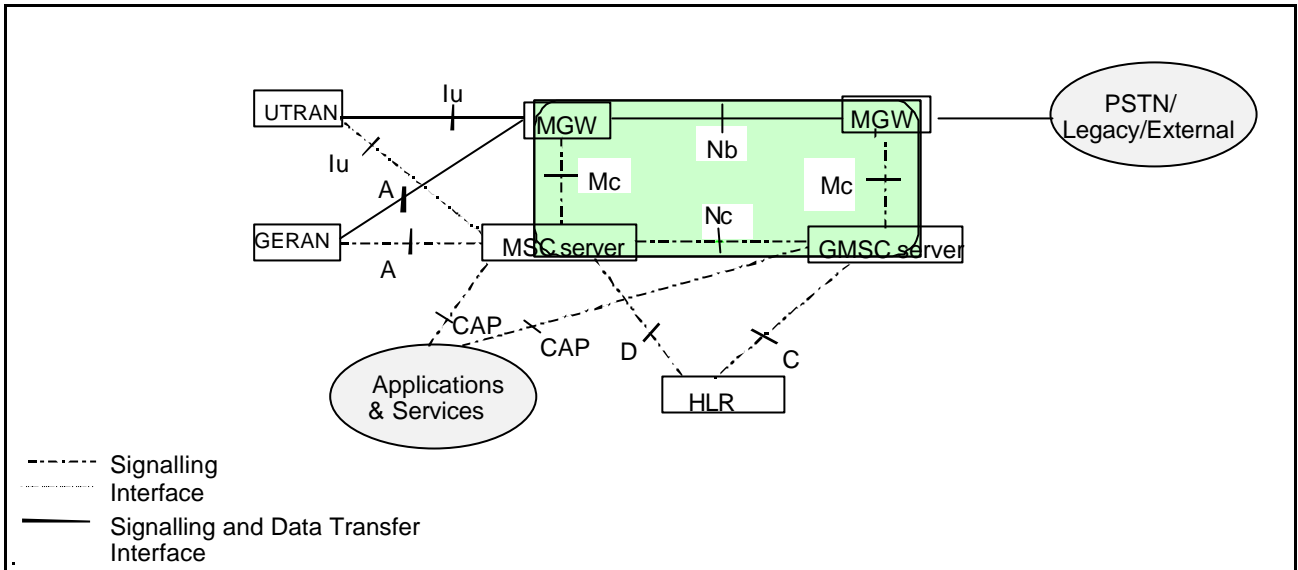 Iu
UTRAN
MGW
MGW
PSTN/
Legacy/External
Nb
Iu
Mc
Mc
A
Nc
GERAN
MSC server
GMSC server
A
CAP
CAP
D
C
Applications
& Services
HLR
Signalling
Interface
Signalling and Data Transfer
Interface